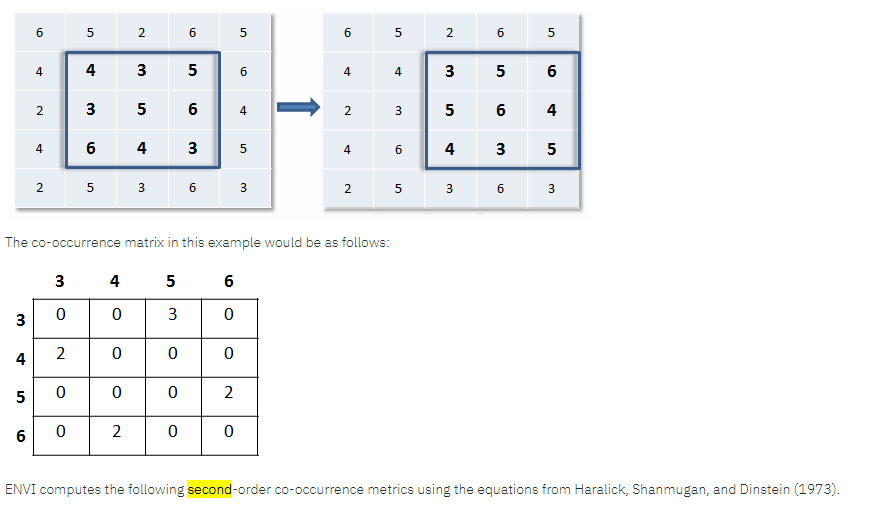 6 5 2 6 5 6 5 2 6 5
4 4 3 5 6 4 4 3 5 6
2 3 5 6 4 2 3 5 6 4
4 6 4 3 5 4 6 4 3 5
2 5 3 6 3 2 5 3 6 3
The co-occurrence matrix in this example would be as follows:
3 4 5 6
3 0 0 3 0
4 2 0 0 0
5 0 0 0 2
6 0 2 0 0
ENVI computes the following second-order co-occurrence metrics using the equations from Haralick, Shanmugan, and Dinstein (1973).